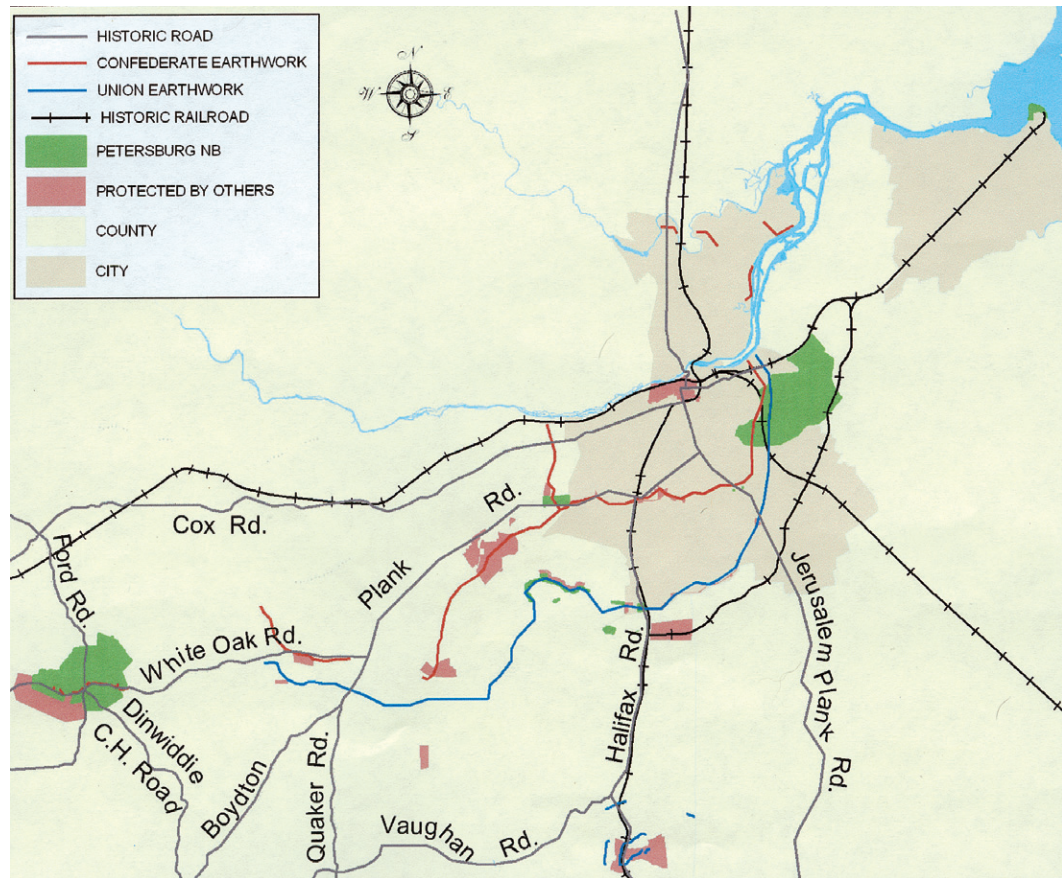 HISTORIC ROAD
CONFEDERATE EARTHWORK
UNION EARTHWORK
HISTORIC RAILROAD
PETERSBURG NB
PROTECTED BY OTHERS
COUNTY
CITY
N
E
S
W
Cox Rd.
Plank Rd.
Ford Rd.
White Oak Rd.
Dinwiddie
C.H. Road
Boydton
Quaker Rd.
Vaughan Rd.
Halifax Rd.
Jerusalem Plank Rd.